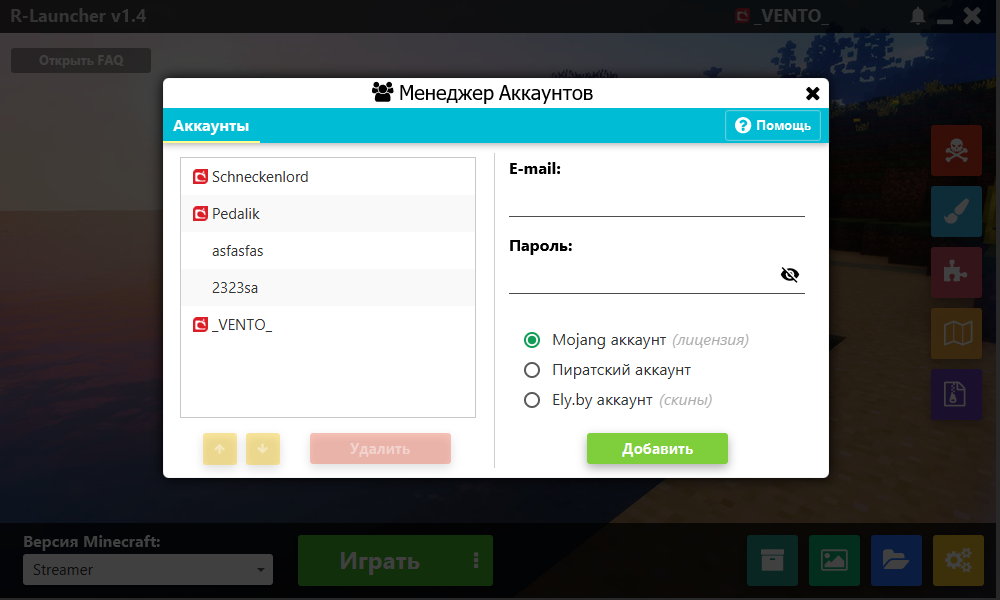 R-Launcher v1.4
_VENTO_
Открыть FAQ
Менеджер Аккаунтов
Аккаунты
Помощь
Schneckenlord
Pedalik
asfasfas
2323sa
_VENTO_
Удалить
E-mail:
Пароль:
Mojang аккаунт (лицензия)
Пиратский аккаунт
Ely.by аккаунт (скины)
Добавить
Версия Minecraft:
Streamer
Играть